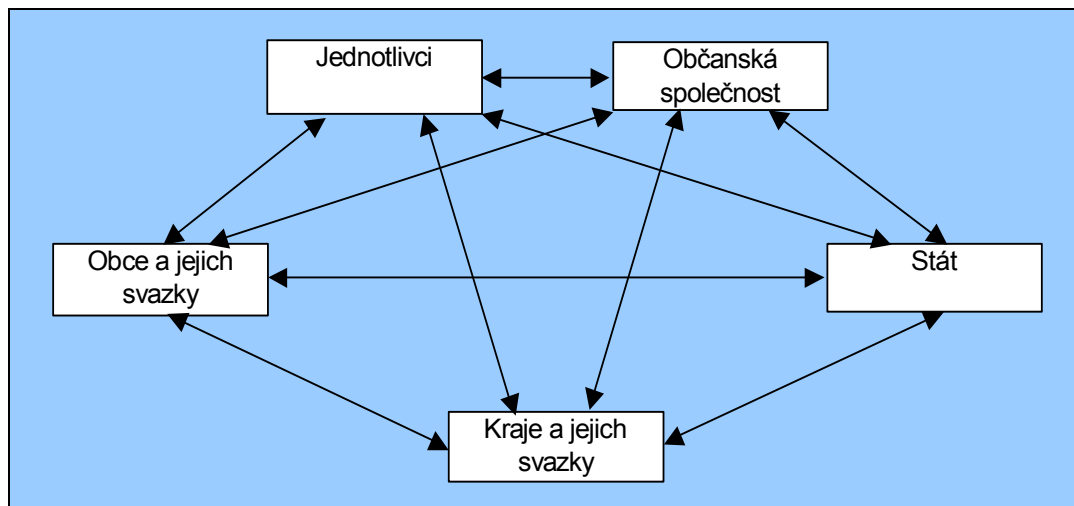 Jednotlivci
Občanská
společnost
Obce a jejich
svazky
Stát
Kraje a jejich
svazky